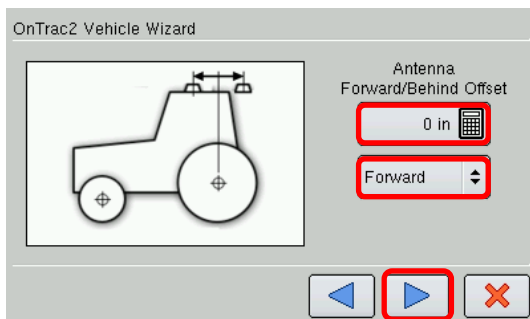 OnTrac2 Vehicle Wizard
Antenna
Forward/Behind Offset
0 in
Forward